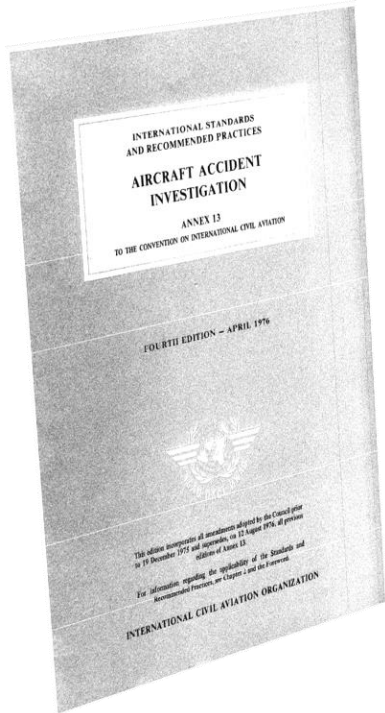 INTERNATIONAL STANDARDS
AND RECOMMENDED PRACTICES
AIRCRAFT ACCIDENT
INVESTIGATION
ANNEX 13
TO THE CONVENTION ON INTERNATIONAL CIVIL AVIATION
FOURTH EDITION — APRIL 1976
This edition incorporates all amendments adopted by the Council prior
to 19 December 1975 and supersedes, on 12 August 1976, all previous
editions of Annex 13.
For information regarding the applicability of the Standards and
Recommended Practices, see Chapter 2 and the Foreword.
INTERNATIONAL CIVIL AVIATION ORGANIZATION